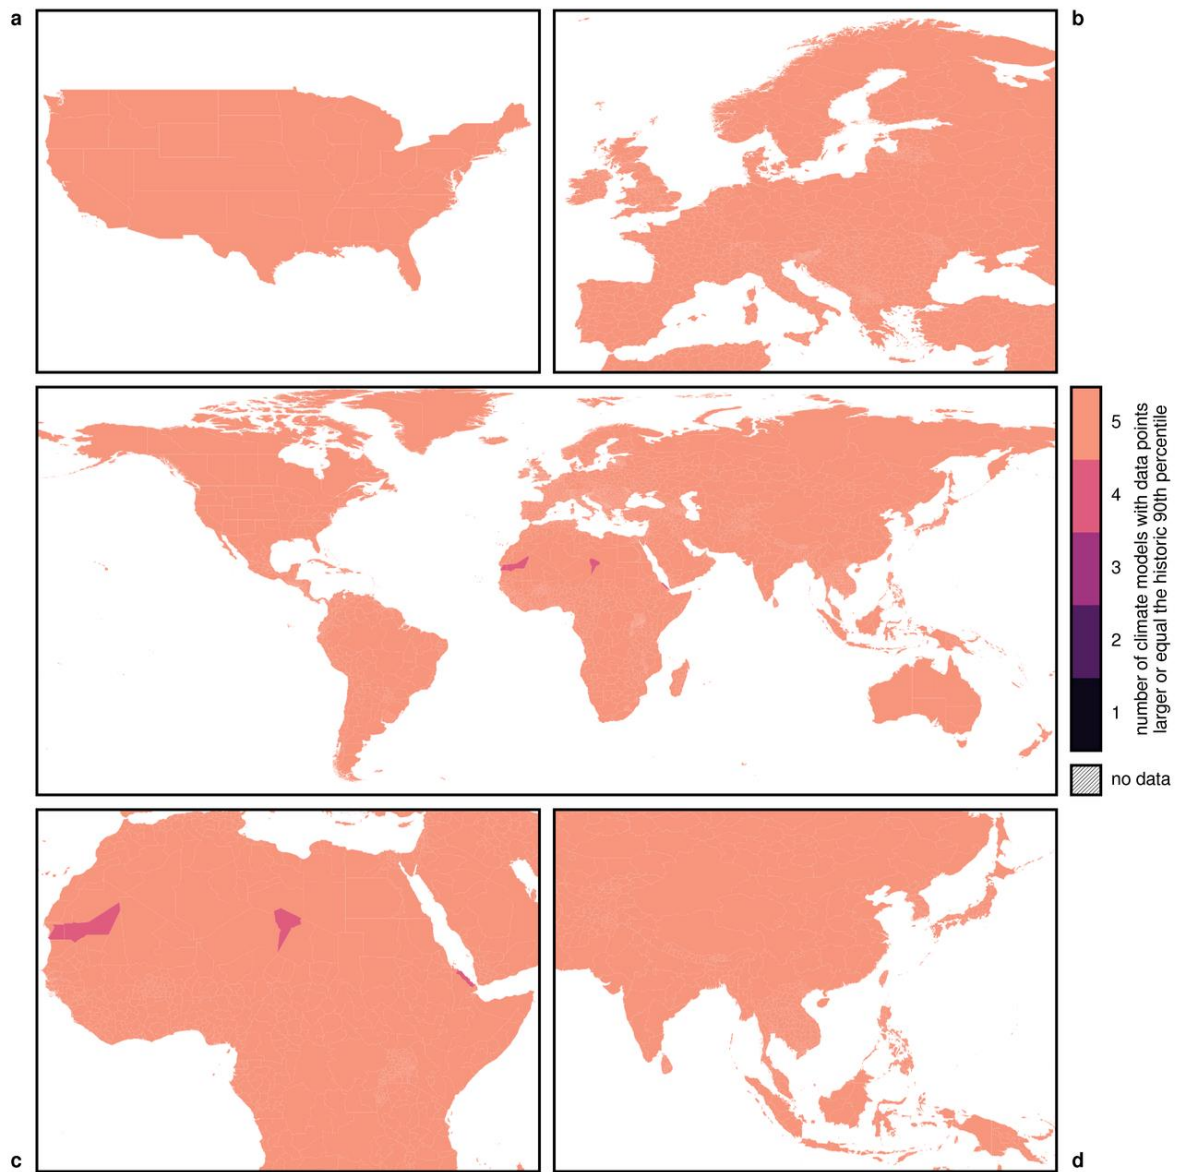 a
b
5
4
3
2
1
number of climate models with data points
larger or equal the historic 90th percentile
no data
c
d